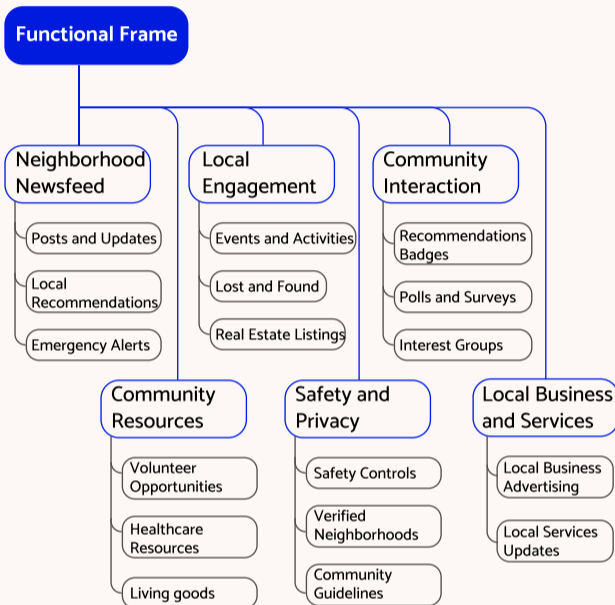 Functional Frame
Neighborhood
Newsfeed
Posts and Updates
Local
Recommendations
Emergency Alerts
Local
Engagement
Events and Activities
Lost and Found
Real Estate Listings
Community
Interaction
Recommendations
Badges
Polls and Surveys
Interest Groups
Community
Resources
Volunteer
Opportunities
Healthcare
Resources
Living goods
Safety and
Privacy
Safety Controls
Verified
Neighborhoods
Community
Guidelines
Local Business
and Services
Local Business
Advertising
Local Services
Updates